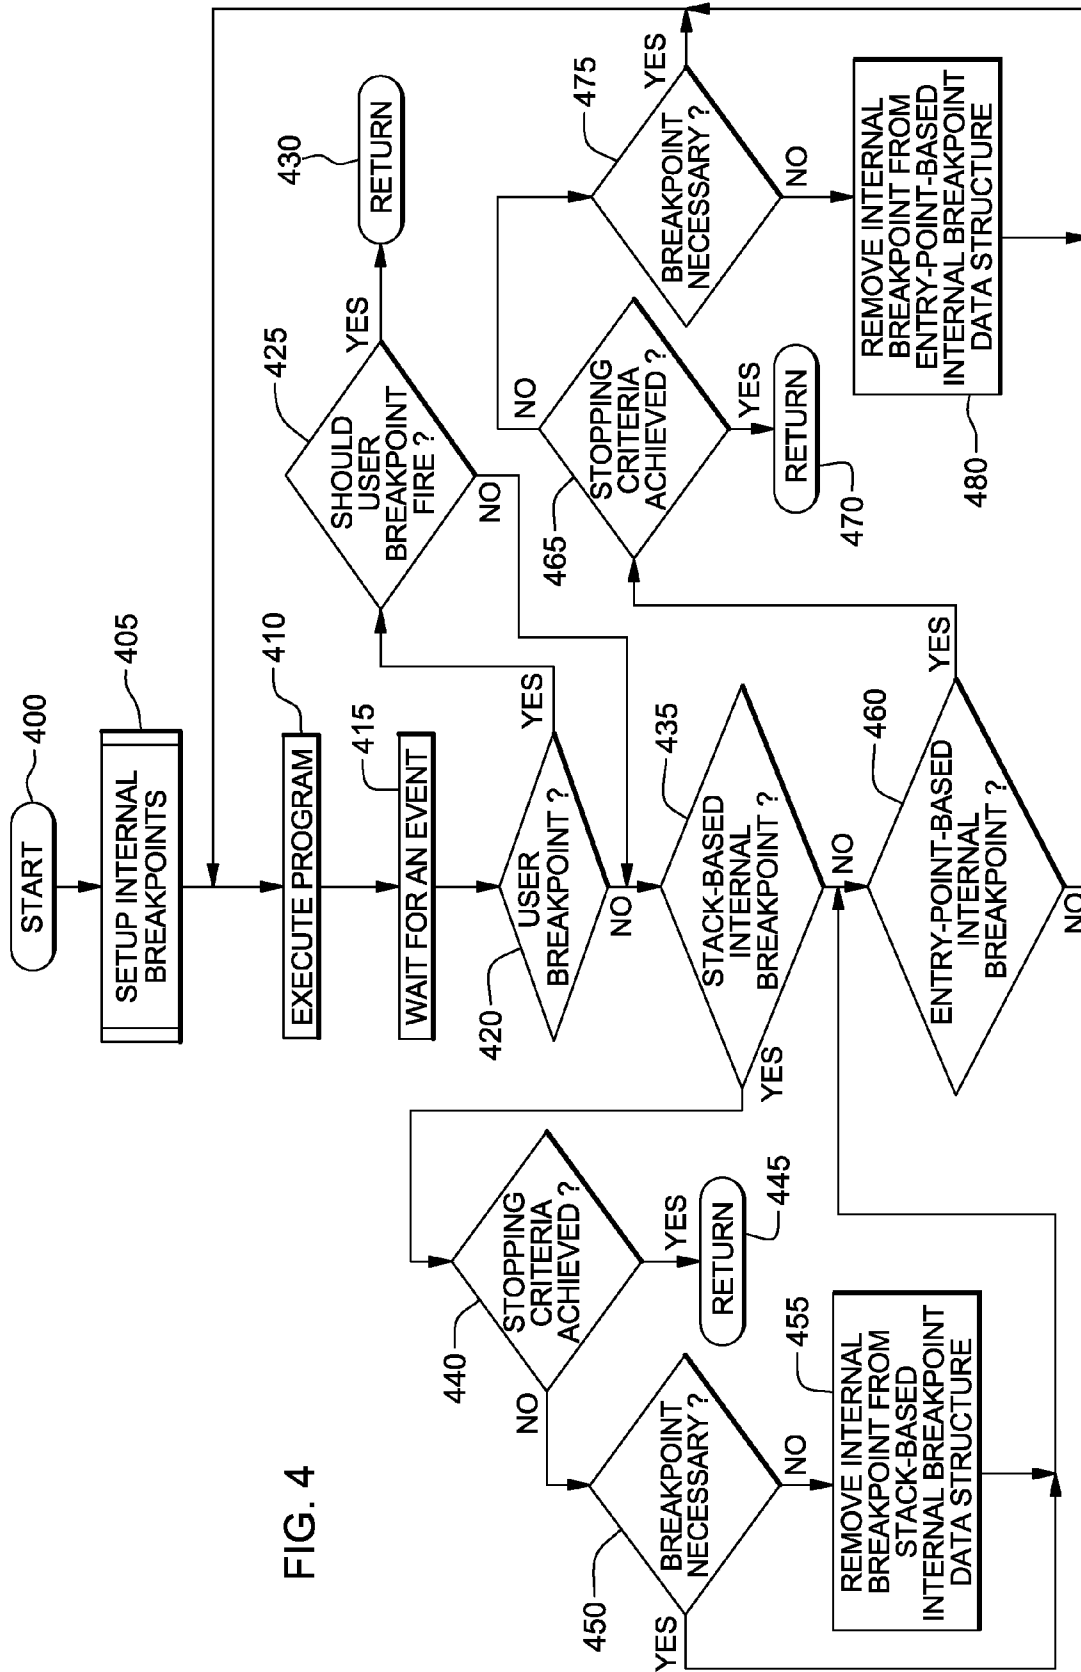 START
400
SETUP INTERNAL
BREAKPOINTS
405
EXECUTE PROGRAM
410
WAIT FOR AN EVENT
415
USER
BREAKPOINT ?
420
YES
NO
SHOULD
USER
BREAKPOINT
FIRE ?
425
YES
NO
RETURN
430
STACK-BASED
INTERNAL
BREAKPOINT ?
435
YES
NO
STOPPING
CRITERIA
ACHIEVED ?
440
YES
NO
RETURN
445
BREAKPOINT
NECESSARY ?
450
YES
NO
REMOVE INTERNAL
BREAKPOINT FROM
STACK-BASED
INTERNAL BREAKPOINT
DATA STRUCTURE
455
ENTRY-POINT-BASED
INTERNAL
BREAKPOINT ?
460
YES
NO
STOPPING
CRITERIA
ACHIEVED ?
465
NO
YES
RETURN
470
BREAKPOINT
NECESSARY ?
475
YES
NO
REMOVE INTERNAL
BREAKPOINT FROM
ENTRY-POINT-BASED
INTERNAL BREAKPOINT
DATA STRUCTURE
480
FIG. 4